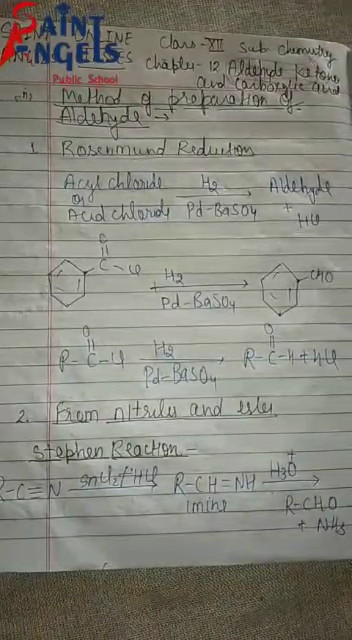 SAINT ANGELS
Public School
Class-XII Sub Chemistry
Chapter-12 Aldehyde Ketone
and Carboxylic acid
Method of preparation of
Aldehyde →
1. Rosenmund Reduction
Acyl chloride H2 Aldehyde
or → +
Acid chloride Pd-BaSO4 HCl
O
C-Cl + H2 → CHO
Pd-BaSO4
O O
R-C-Cl H2 → R-C-H + HCl
Pd-BaSO4
2. From nitriles and ester
Stephen Reaction -
R-C≡N SnCl2+HCl → R-CH=NH H3O+ →
imine R-CHO
+ NH3